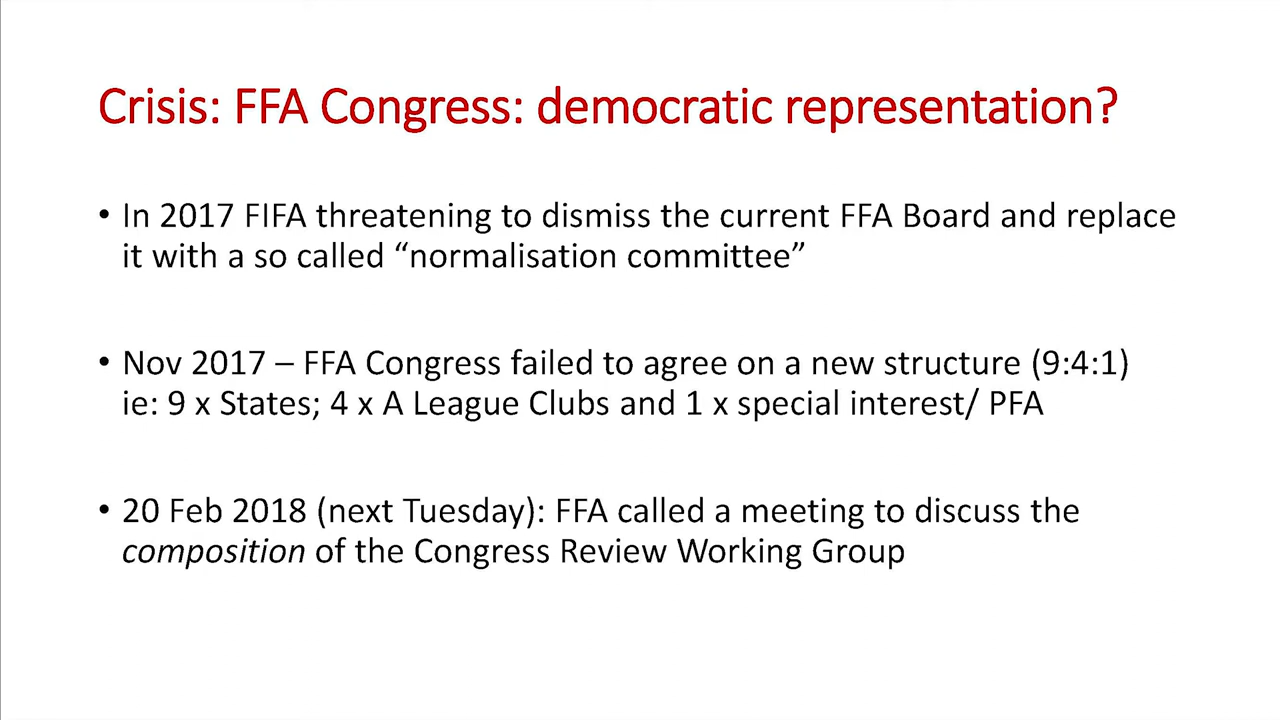 Crisis: FFA Congress: democratic representation?
• In 2017 FIFA threatening to dismiss the current FFA Board and replace
it with a so called “normalisation committee”
• Nov 2017 – FFA Congress failed to agree on a new structure (9:4:1)
ie: 9 x States; 4 x A League Clubs and 1 x special interest/ PFA
• 20 Feb 2018 (next Tuesday): FFA called a meeting to discuss the
composition of the Congress Review Working Group